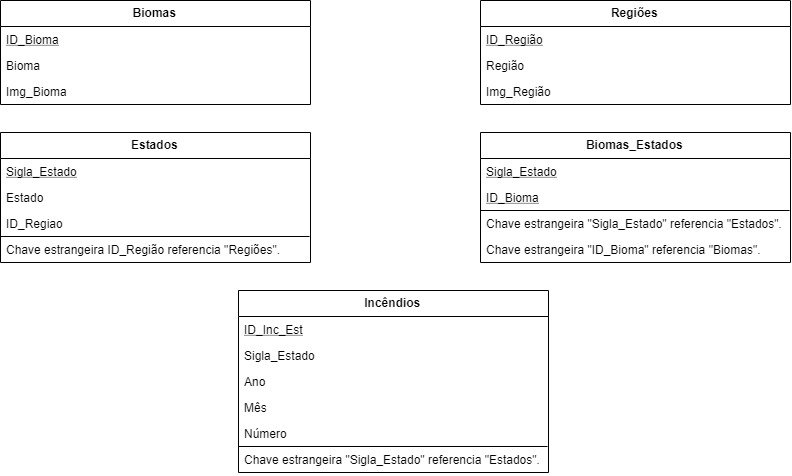 Biomas
ID_Bioma
Bioma
Img_Bioma
Regiões
ID_Região
Região
Img_Região
Estados
Sigla_Estado
Estado
ID_Regiao
Chave estrangeira ID_Região referencia "Regiões".
Biomas_Estados
Sigla_Estado
ID_Bioma
Chave estrangeira "Sigla_Estado" referencia "Estados".
Chave estrangeira "ID_Bioma" referencia "Biomas".
Incêndios
ID_Inc_Est
Sigla_Estado
Ano
Mês
Número
Chave estrangeira "Sigla_Estado" referencia "Estados".